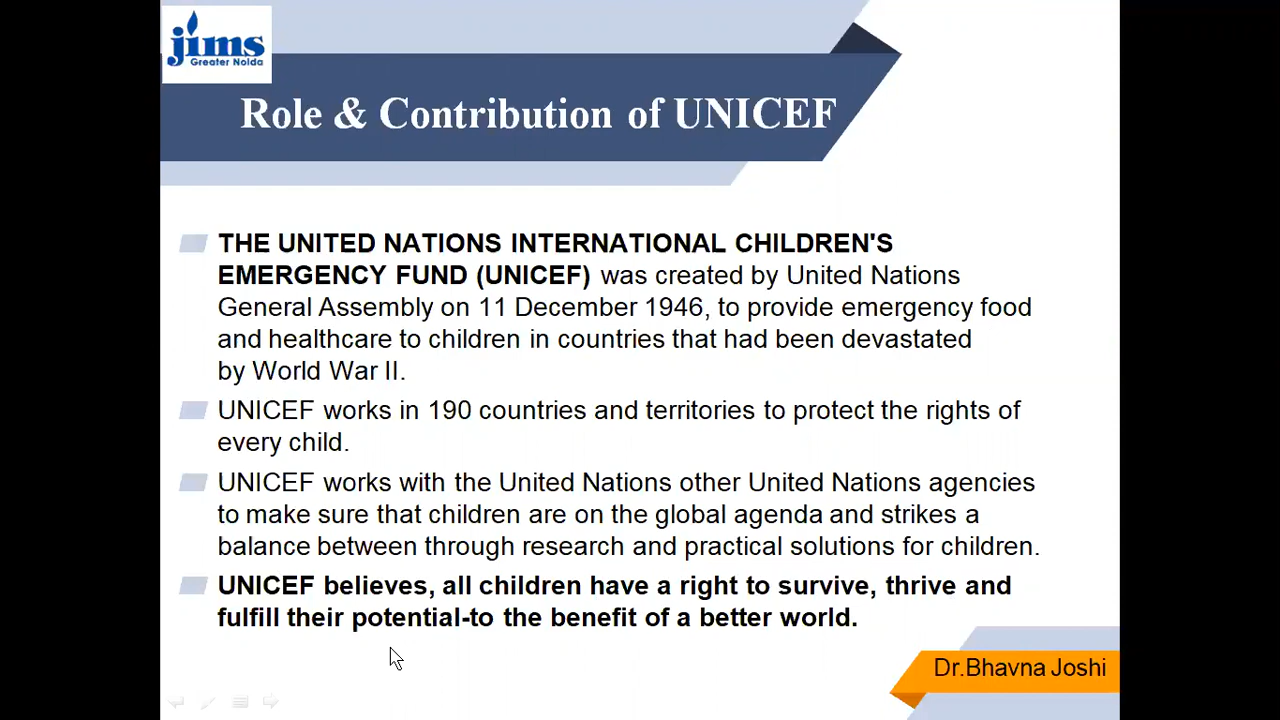 jims
Greater Noida
Role & Contribution of UNICEF
THE UNITED NATIONS INTERNATIONAL CHILDREN'S
EMERGENCY FUND (UNICEF) was created by United Nations
General Assembly on 11 December 1946, to provide emergency food
and healthcare to children in countries that had been devastated
by World War II.
UNICEF works in 190 countries and territories to protect the rights of
every child.
UNICEF works with the United Nations other United Nations agencies
to make sure that children are on the global agenda and strikes a
balance between through research and practical solutions for children.
UNICEF believes, all children have a right to survive, thrive and
fulfill their potential-to the benefit of a better world.
Dr.Bhavna Joshi